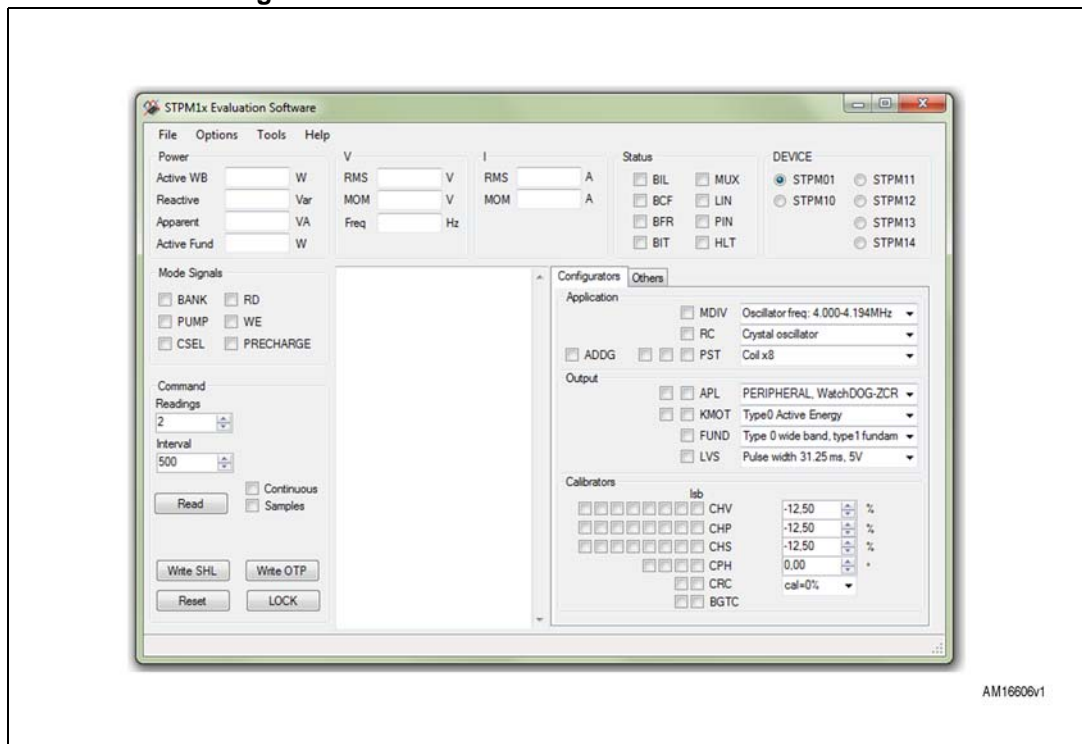 STPM1x Evaluation Software
File Options Tools Help
Power
Active WB W
Reactive Var
Apparent VA
Active Fund W
V
RMS V
MOM V
Freq Hz
I
RMS A
MOM A
Status
BIL MUX
BCF LIN
BFR PIN
BIT HLT
DEVICE
STPM01 STPM11
STPM10 STPM12
STPM13
STPM14
Mode Signals
BANK RD
PUMP WE
CSEL PRECHARGE
Command
Readings
2
Interval
500
Read
Continuous
Samples
Write SHL Write OTP
Reset LOCK
Configurators Others
Application
MDIV Oscillator freq: 4.000-4.194MHz
RC Crystal oscillator
ADDG PST Coil x8
Output
APL PERIPHERAL, WatchDOG-ZCR
KMOT Type0 Active Energy
FUND Type 0 wide band, type1 fundam
LVS Pulse width 31.25 ms, 5V
Calibrators
lsb
CHV -12,50 %
CHP -12,50 %
CHS -12,50 %
CPH 0,00 °
CRC cal=0%
BGTC
AM16606v1